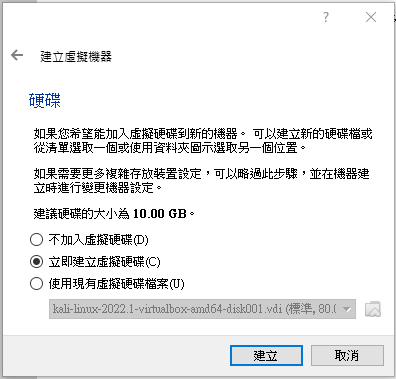 ?
建立虛擬機器
硬碟
如果您希望能加入虛擬硬碟到新的機器。 可以建立新的硬碟檔或
從清單選取一個或使用資料夾圖示選取另一個位置。
如果需要更多複雜存放裝置設定，可以略過此步驟，並在機器建
立時進行變更機器設定。
建議硬碟的大小為 10.00 GB。
不加入虛擬硬碟(D)
立即建立虛擬硬碟(C)
使用現有虛擬硬碟檔案(U)
kali-linux-2022.1-virtualbox-amd64-disk001.vdi (標準, 80.0
建立
取消